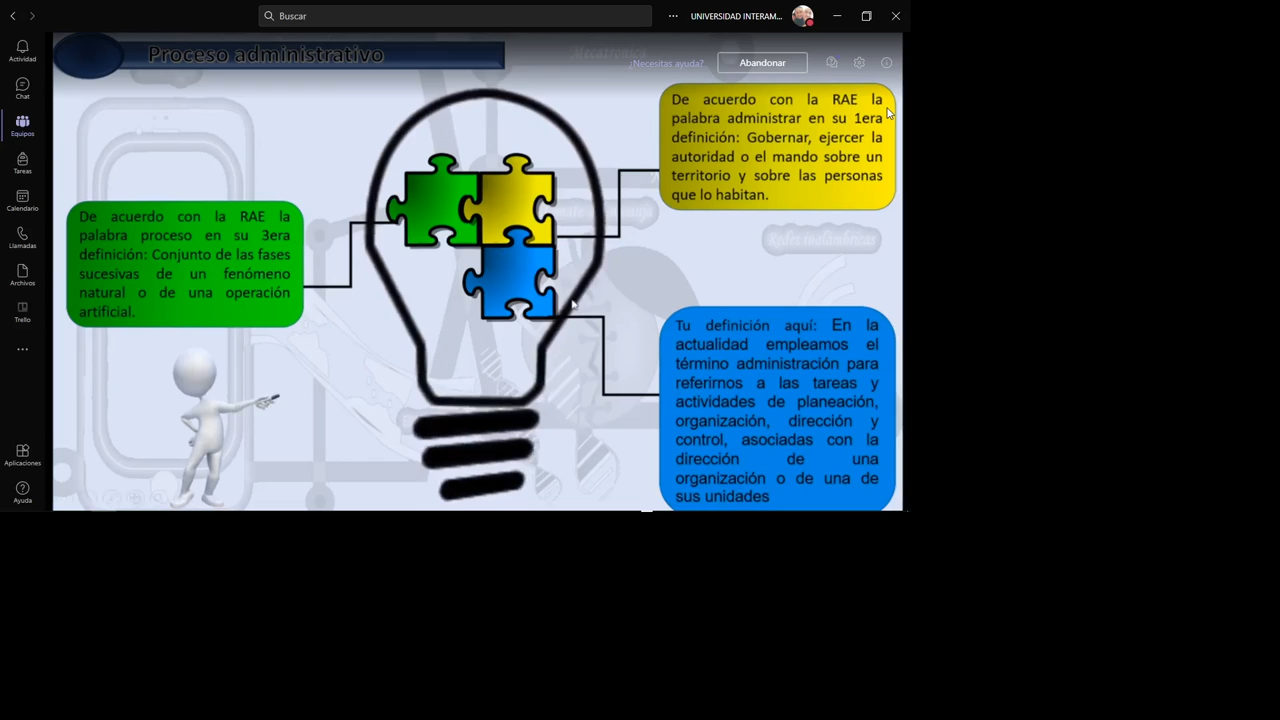 Buscar
UNIVERSIDAD INTERAM...
Actividad
Chat
Equipos
Tareas
Calendario
Llamadas
Archivos
Trello
Aplicaciones
Ayuda
Proceso administrativo
Mecatronica
¿Necesitas ayuda?
Abandonar
De acuerdo con la RAE la
palabra administrar en su 1era
definición: Gobernar, ejercer la
autoridad o el mando sobre un
territorio y sobre las personas
que lo habitan.
Redes inalámbricas
De acuerdo con la RAE la
palabra proceso en su 3era
definición: Conjunto de las fases
sucesivas de un fenómeno
natural o de una operación
artificial.
Tu definición aquí: En la
actualidad empleamos el
término administración para
referirnos a las tareas y
actividades de planeación,
organización, dirección y
control, asociadas con la
dirección de una
organización o de una de
sus unidades